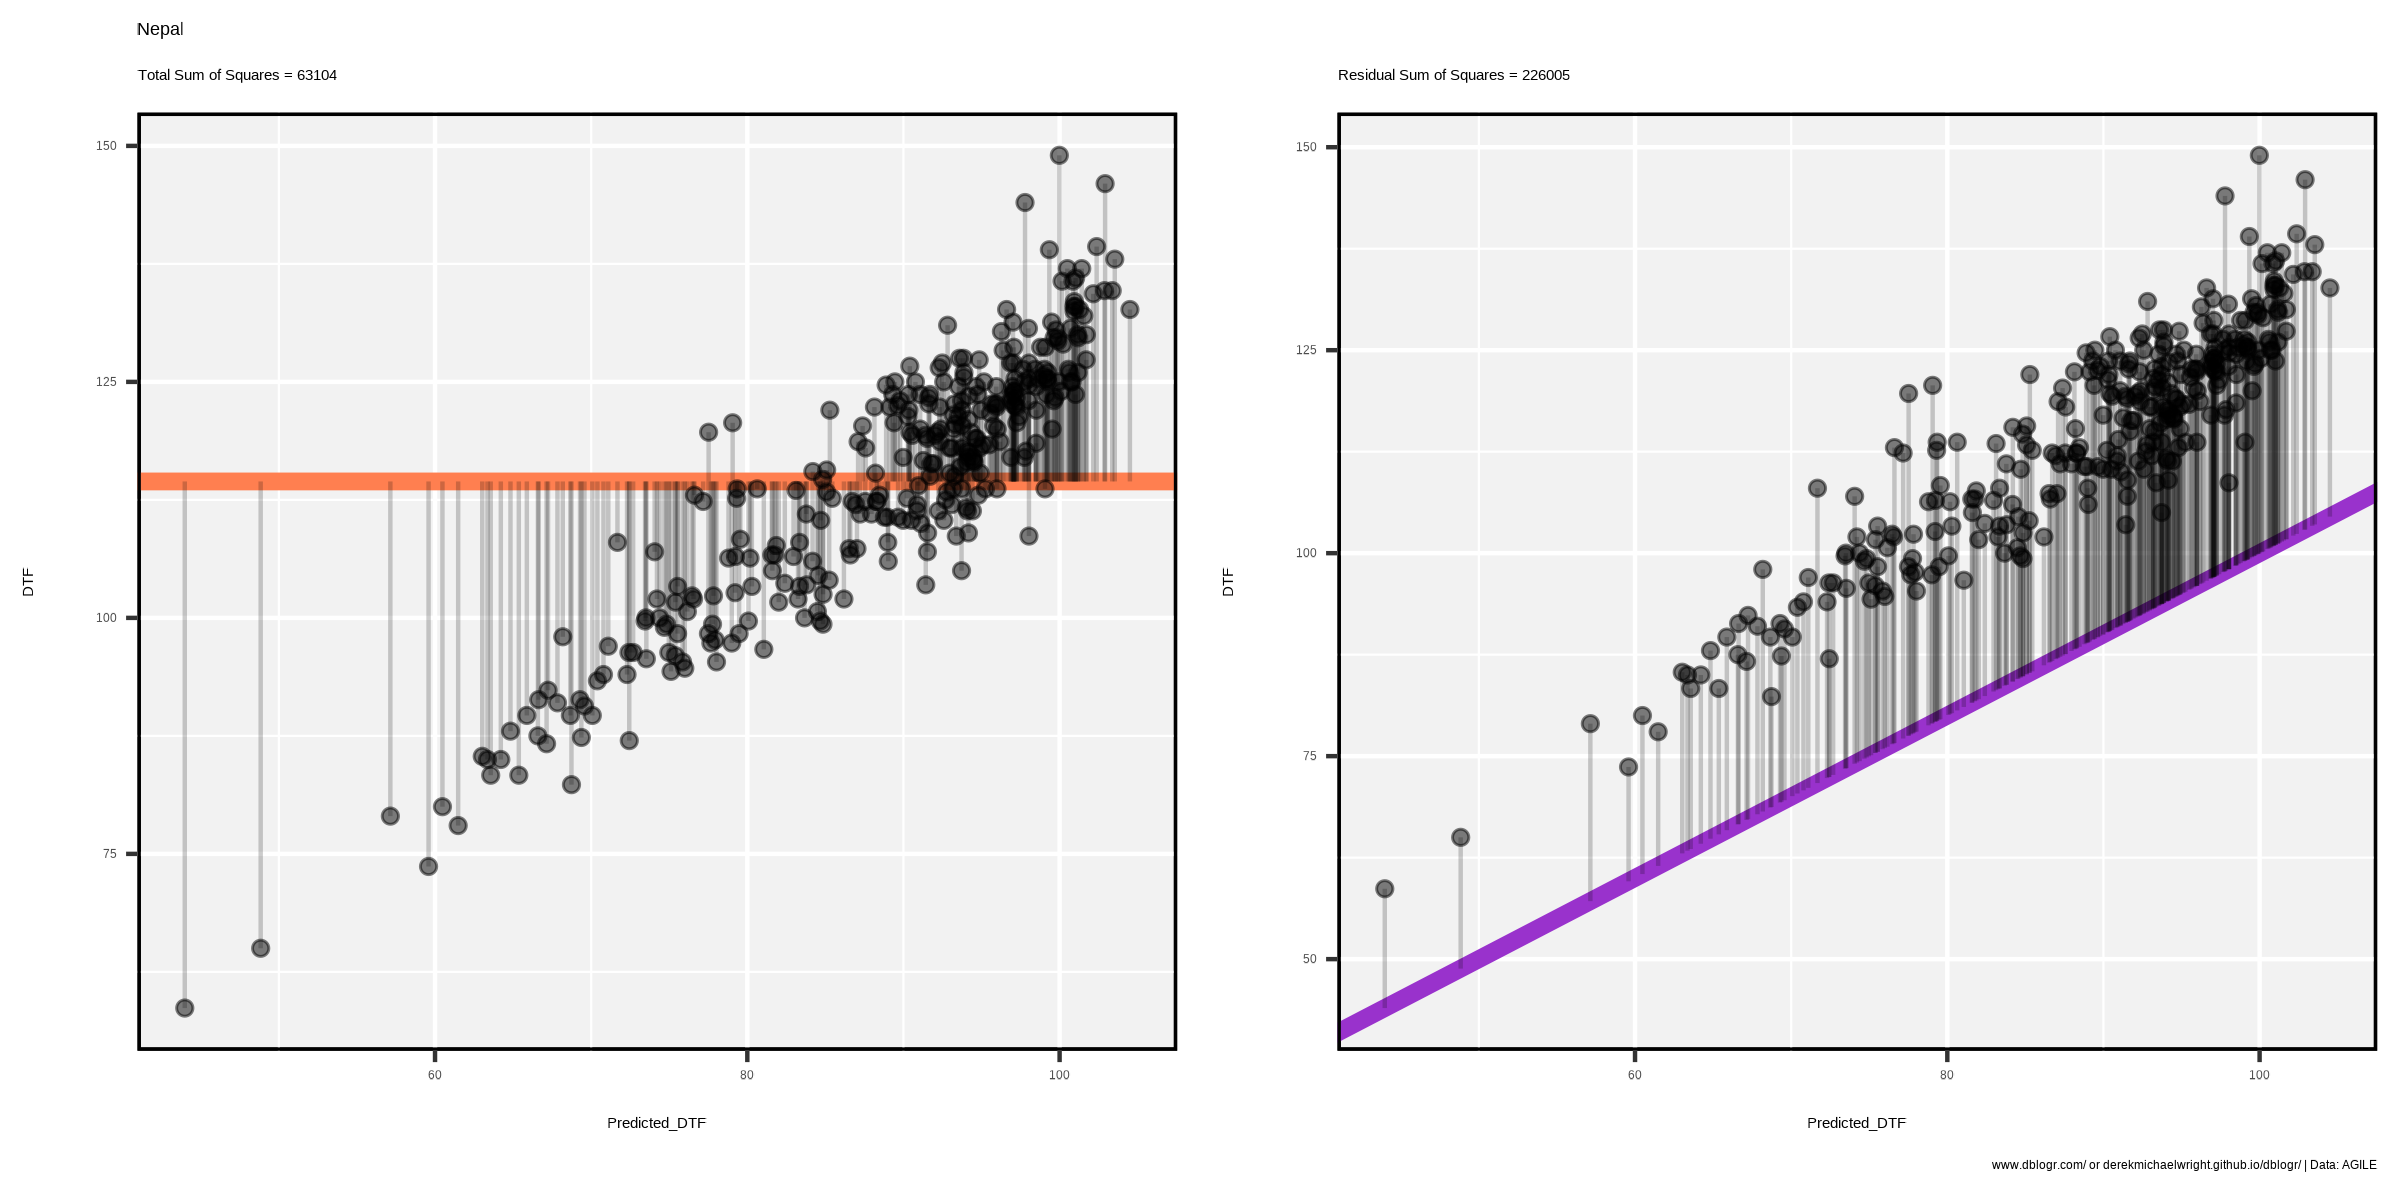 Nepal
Total Sum of Squares = 63104
Residual Sum of Squares = 226005
150
125
100
75
DTF
60
80
100
Predicted_DTF
150
125
100
75
50
DTF
60
80
100
Predicted_DTF
www.dblogr.com/ or derekmichaelwright.github.io/dblogr/ | Data: AGILE